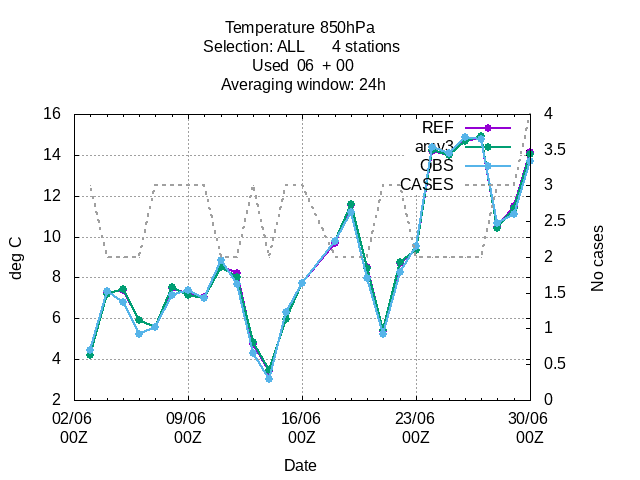 Temperature 850hPa
Selection: ALL 4 stations
Used 06 + 00
Averaging window: 24h
16
14
12
10
8
6
4
2
deg C
4
3.5
3
2.5
2
1.5
1
0.5
0
No cases
REF
OBS
CASES
02/06 09/06 16/06 23/06 30/06
00Z 00Z 00Z 00Z 00Z
Date